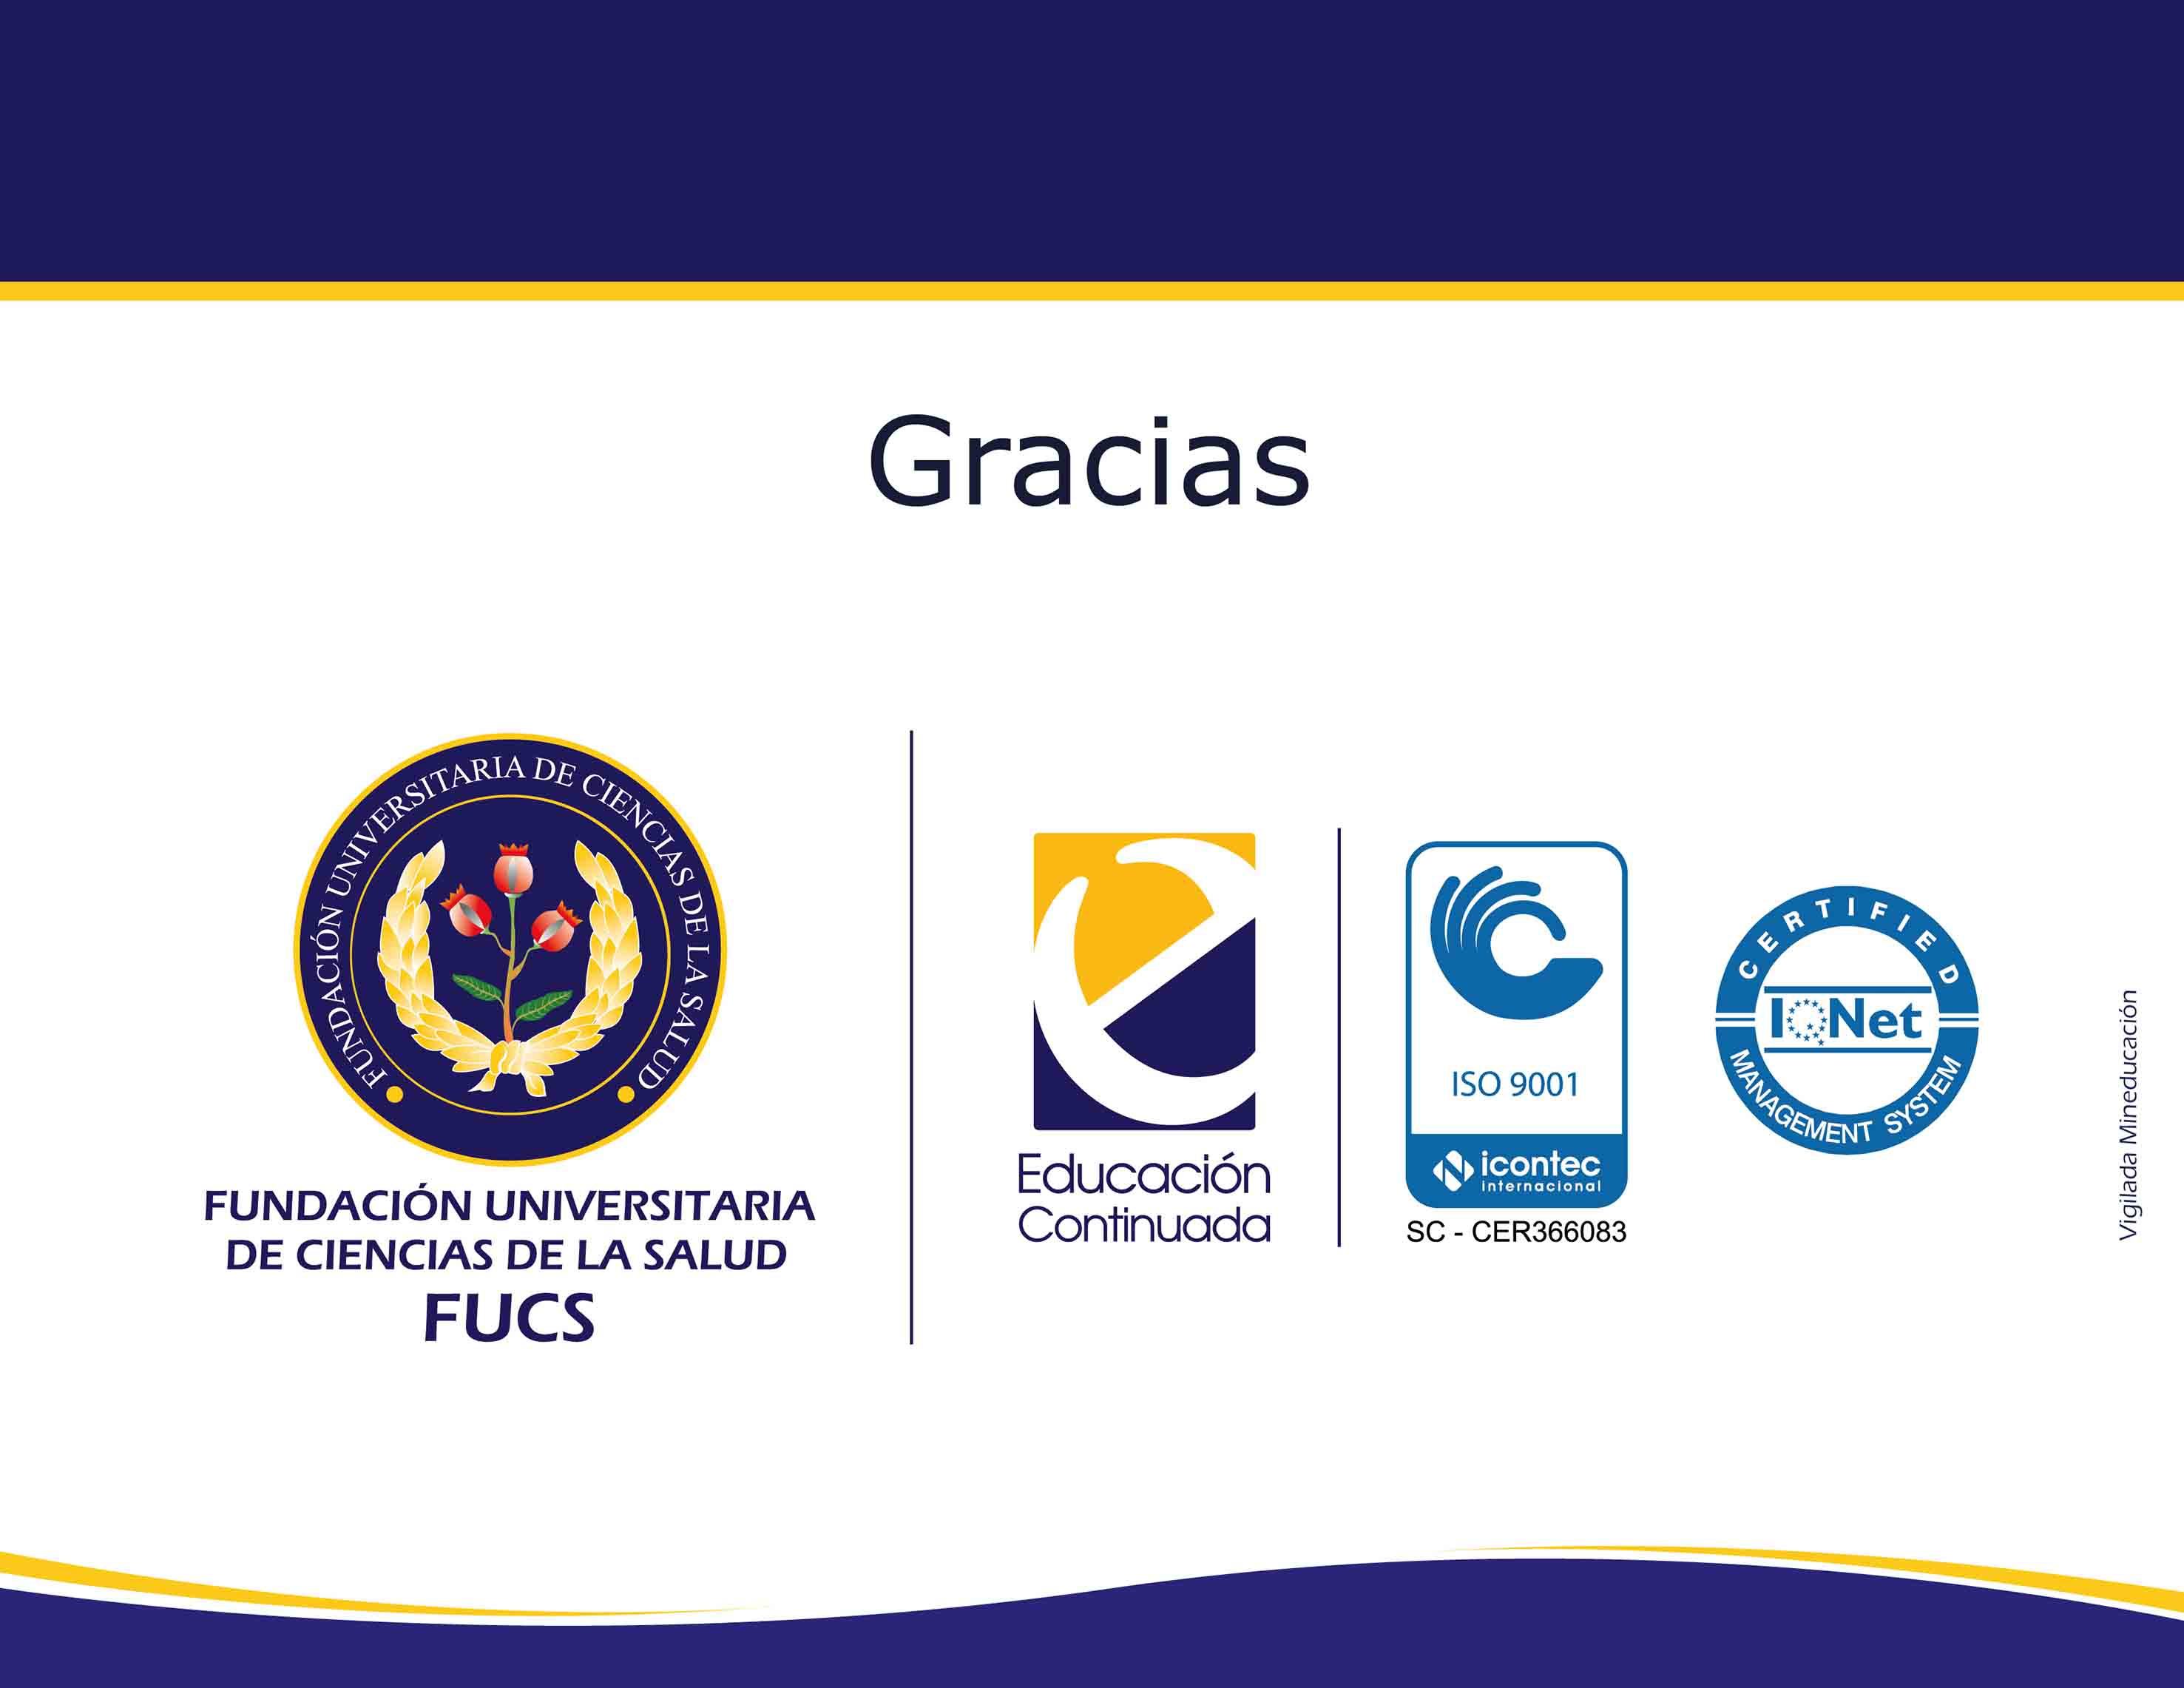 Gracias
FUNDACIÓN UNIVERSITARIA DE CIENCIAS DE LA SALUD
FUNDACIÓN UNIVERSITARIA
DE CIENCIAS DE LA SALUD
FUCS
Educación
Continuada
ISO 9001
icontec
internacional
SC - CER366083
CERTIFIED
IQNet
MANAGEMENT SYSTEM
Vigilada Mineducación